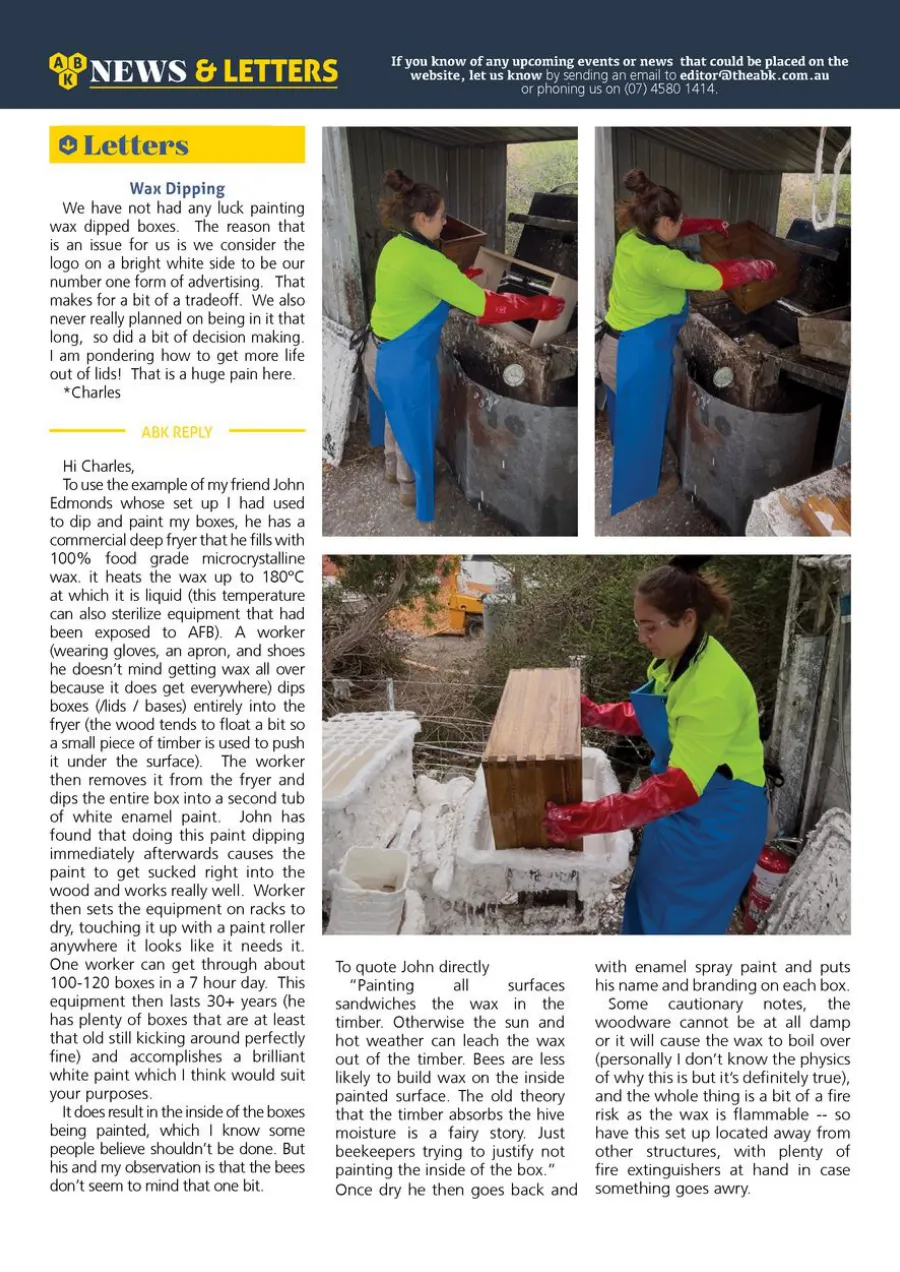 A B K
NEWS & LETTERS
If you know of any upcoming events or news that could be placed on the
website, let us know by sending an email to editor@theabk.com.au
or phoning us on (07) 4580 1414.
Letters
Wax Dipping
We have not had any luck painting
wax dipped boxes. The reason that
is an issue for us is we consider the
logo on a bright white side to be our
number one form of advertising. That
makes for a bit of a tradeoff. We also
never really planned on being in it that
long, so did a bit of decision making.
I am pondering how to get more life
out of lids! That is a huge pain here.
*Charles
ABK REPLY
Hi Charles,
To use the example of my friend John
Edmonds whose set up I had used
to dip and paint my boxes, he has a
commercial deep fryer that he fills with
100% food grade microcrystalline
wax. it heats the wax up to 180°C
at which it is liquid (this temperature
can also sterilize equipment that had
been exposed to AFB). A worker
(wearing gloves, an apron, and shoes
he doesn't mind getting wax all over
because it does get everywhere) dips
boxes (/lids / bases) entirely into the
fryer (the wood tends to float a bit so
a small piece of timber is used to push
it under the surface). The worker
then removes it from the fryer and
dips the entire box into a second tub
of white enamel paint. John has
found that doing this paint dipping
immediately afterwards causes the
paint to get sucked right into the
wood and works really well. Worker
then sets the equipment on racks to
dry, touching it up with a paint roller
anywhere it looks like it needs it.
One worker can get through about
100-120 boxes in a 7 hour day. This
equipment then lasts 30+ years (he
has plenty of boxes that are at least
that old still kicking around perfectly
fine) and accomplishes a brilliant
white paint which I think would suit
your purposes.
It does result in the inside of the boxes
being painted, which I know some
people believe shouldn't be done. But
his and my observation is that the bees
don't seem to mind that one bit.
To quote John directly
"Painting all surfaces
sandwiches the wax in the
timber. Otherwise the sun and
hot weather can leach the wax
out of the timber. Bees are less
likely to build wax on the inside
painted surface. The old theory
that the timber absorbs the hive
moisture is a fairy story. Just
beekeepers trying to justify not
painting the inside of the box."
Once dry he then goes back and
with enamel spray paint and puts
his name and branding on each box.
Some cautionary notes, the
woodware cannot be at all damp
or it will cause the wax to boil over
(personally I don't know the physics
of why this is but it's definitely true),
and the whole thing is a bit of a fire
risk as the wax is flammable -- so
have this set up located away from
other structures, with plenty of
fire extinguishers at hand in case
something goes awry.